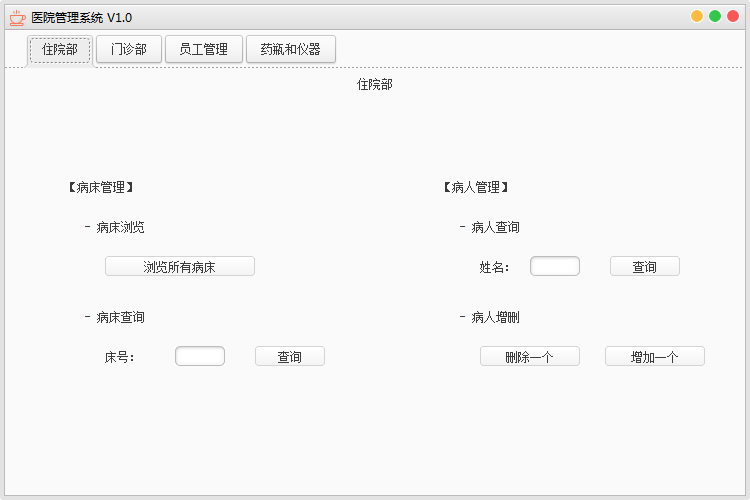 医院管理系统 V1.0
住院部 门诊部 员工管理 药瓶和仪器
住院部
【病床管理】 【病人管理】
- 病床浏览 - 病人查询
浏览所有病床 姓名： 查询
- 病床查询 - 病人增删
床号： 查询 删除一个 增加一个